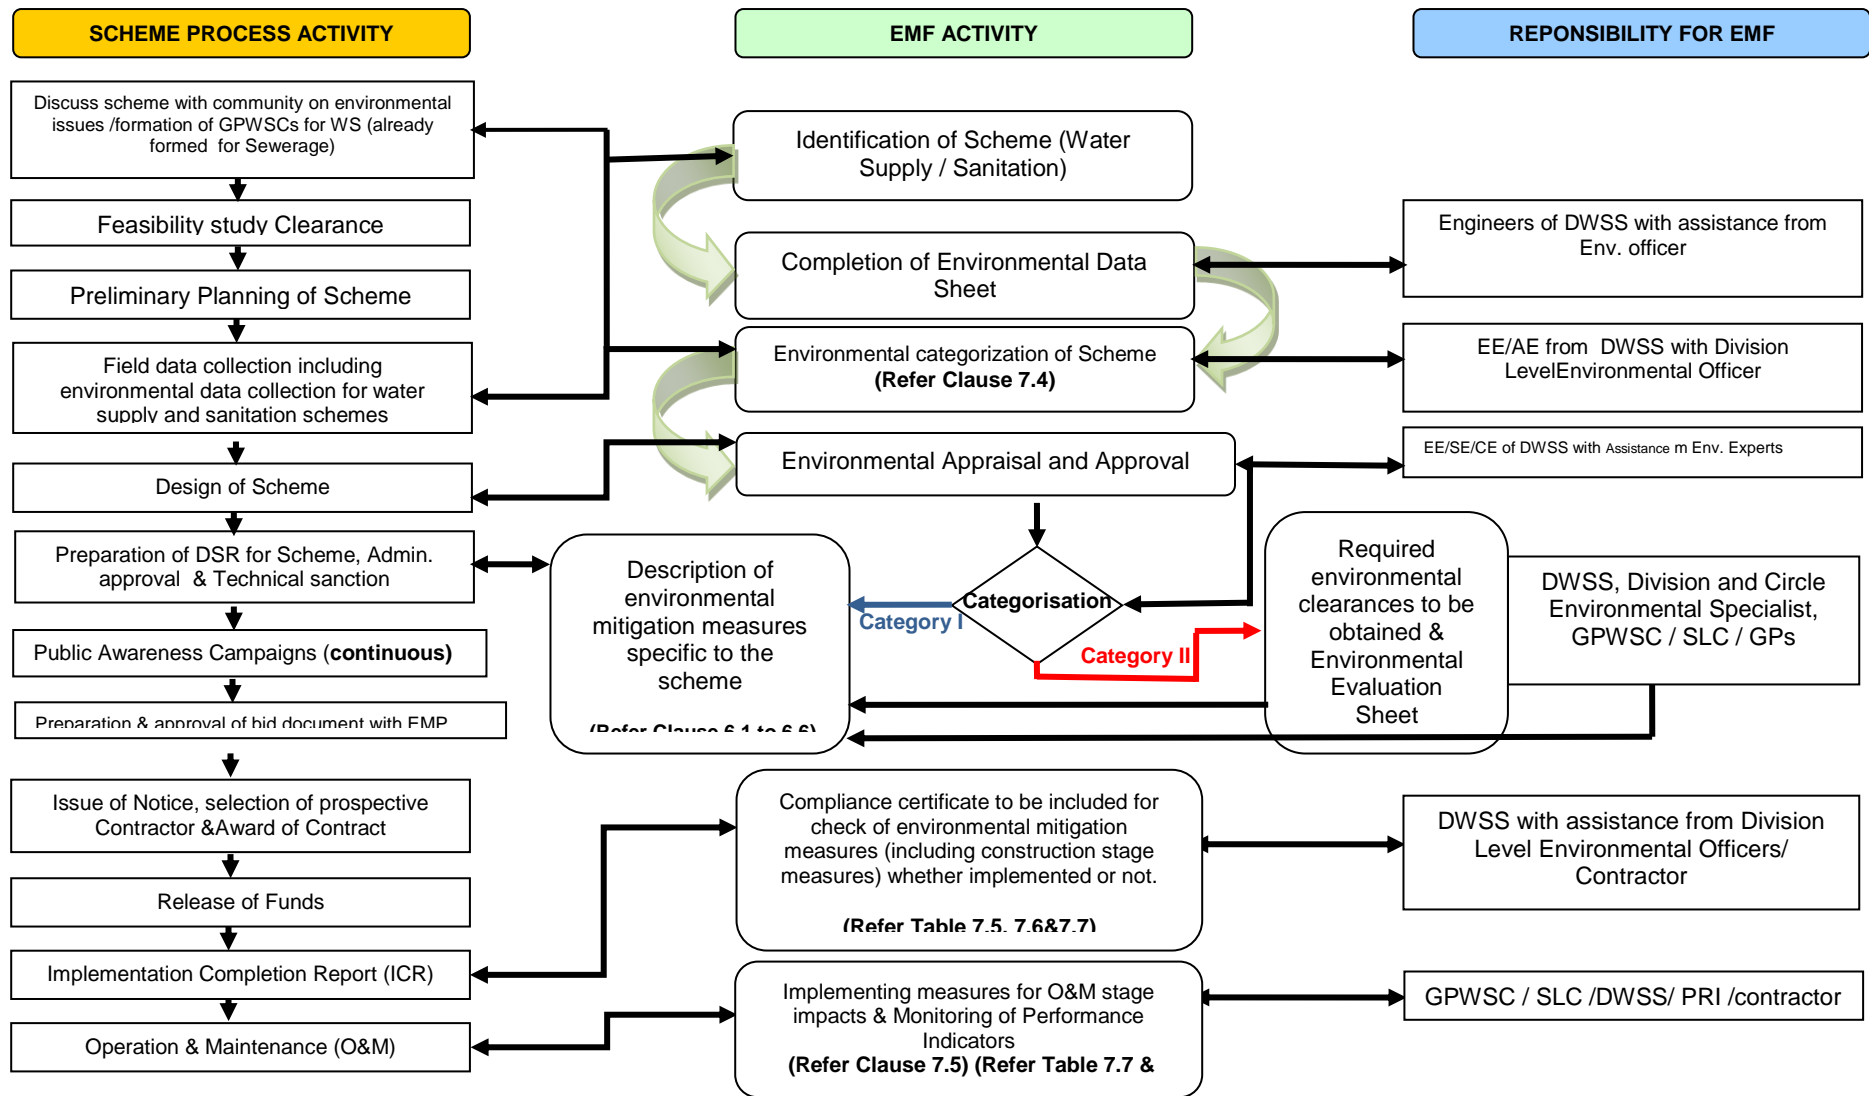 SCHEME PROCESS ACTIVITY
EMF ACTIVITY
REPONSIBILITY FOR EMF
Discuss scheme with community on environmental
issues /formation of GPWSCs for WS (already
formed for Sewerage)
Feasibility study Clearance
Preliminary Planning of Scheme
Field data collection including
environmental data collection for water
supply and sanitation schemes
Design of Scheme
Preparation of DSR for Scheme, Admin.
approval & Technical sanction
Public Awareness Campaigns (continuous)
Preparation & approval of bid document with EMP
Issue of Notice, selection of prospective
Contractor &Award of Contract
Release of Funds
Implementation Completion Report (ICR)
Operation & Maintenance (O&M)
Identification of Scheme (Water
Supply / Sanitation)
Completion of Environmental Data
Sheet
Environmental categorization of Scheme
(Refer Clause 7.4)
Environmental Appraisal and Approval
Categorisation
Category I
Category II
Description of
environmental
mitigation measures
specific to the
scheme
(Refer Clause 6.1 to 6.6)
Required
environmental
clearances to be
obtained &
Environmental
Evaluation
Sheet
Compliance certificate to be included for
check of environmental mitigation
measures (including construction stage
measures) whether implemented or not.
(Refer Table 7.5, 7.6&7.7)
Implementing measures for O&M stage
impacts & Monitoring of Performance
Indicators
(Refer Clause 7.5) (Refer Table 7.7 &
Engineers of DWSS with assistance from
Env. officer
EE/AE from DWSS with Division
LevelEnvironmental Officer
EE/SE/CE of DWSS with Assistance m Env. Experts
DWSS, Division and Circle
Environmental Specialist,
GPWSC / SLC / GPs
DWSS with assistance from Division
Level Environmental Officers/
Contractor
GPWSC / SLC /DWSS/ PRI /contractor